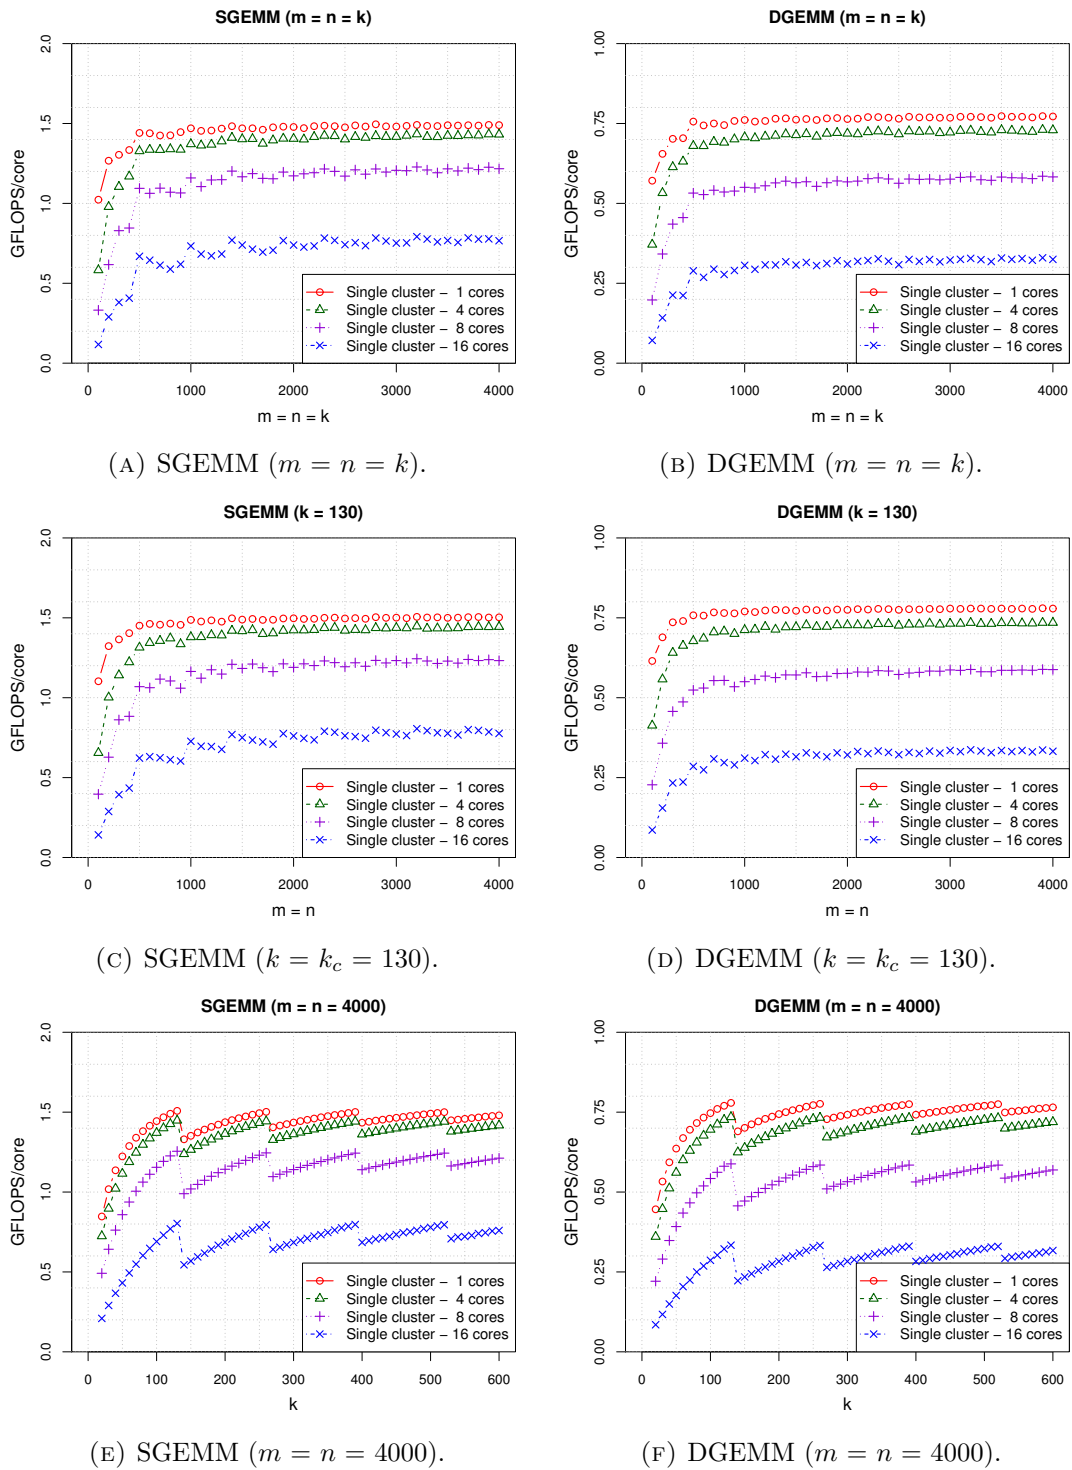 SGEMM (m = n = k)
GFLOPS/core
0.0 0.5 1.0 1.5 2.0
Single cluster − 1 cores
Single cluster − 4 cores
Single cluster − 8 cores
Single cluster − 16 cores
0 1000 2000 3000 4000
m = n = k
(A) SGEMM (m = n = k).
DGEMM (m = n = k)
GFLOPS/core
0.00 0.25 0.50 0.75 1.00
Single cluster − 1 cores
Single cluster − 4 cores
Single cluster − 8 cores
Single cluster − 16 cores
0 1000 2000 3000 4000
m = n = k
(B) DGEMM (m = n = k).
SGEMM (k = 130)
GFLOPS/core
0.0 0.5 1.0 1.5 2.0
Single cluster − 1 cores
Single cluster − 4 cores
Single cluster − 8 cores
Single cluster − 16 cores
0 1000 2000 3000 4000
m = n
(C) SGEMM (k = k_c = 130).
DGEMM (k = 130)
GFLOPS/core
0.00 0.25 0.50 0.75 1.00
Single cluster − 1 cores
Single cluster − 4 cores
Single cluster − 8 cores
Single cluster − 16 cores
0 1000 2000 3000 4000
m = n
(D) DGEMM (k = k_c = 130).
SGEMM (m = n = 4000)
GFLOPS/core
0.0 0.5 1.0 1.5 2.0
Single cluster − 1 cores
Single cluster − 4 cores
Single cluster − 8 cores
Single cluster − 16 cores
0 100 200 300 400 500 600
k
(E) SGEMM (m = n = 4000).
DGEMM (m = n = 4000)
GFLOPS/core
0.00 0.25 0.50 0.75 1.00
Single cluster − 1 cores
Single cluster − 4 cores
Single cluster − 8 cores
Single cluster − 16 cores
0 100 200 300 400 500 600
k
(F) DGEMM (m = n = 4000).